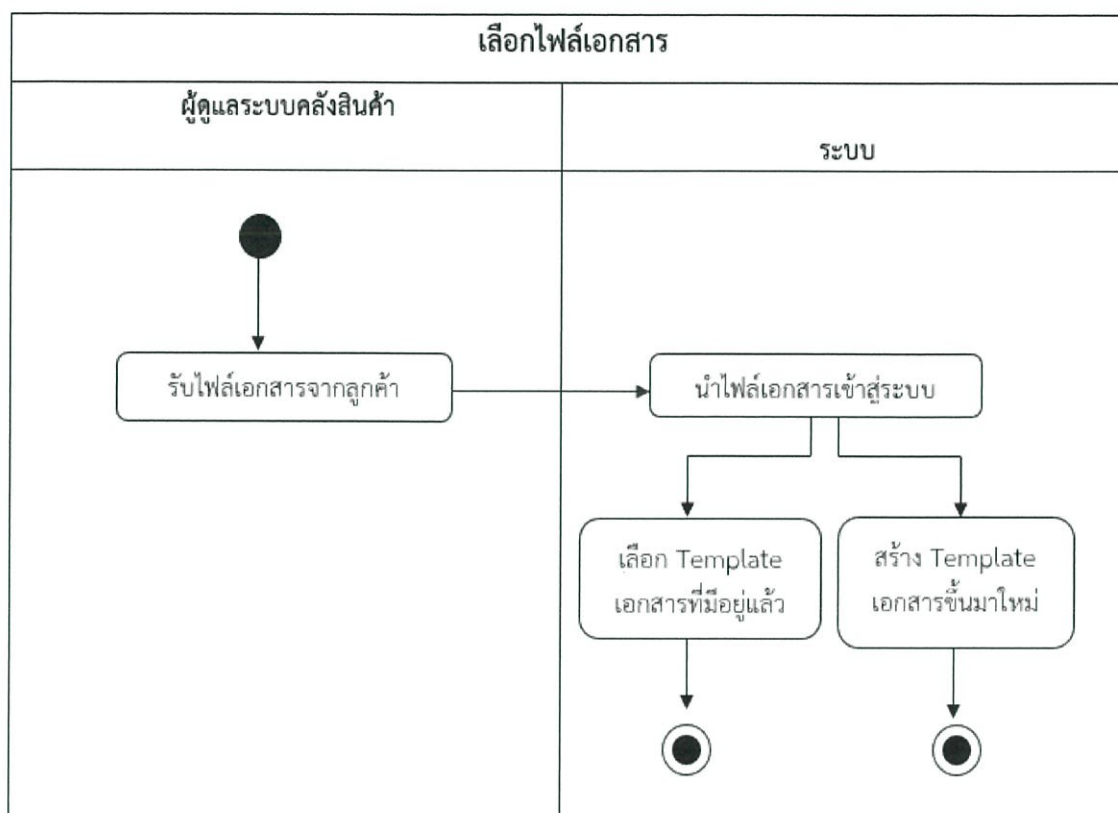 เลือกไฟล์เอกสาร
ผู้ดูแลระบบคลังสินค้า
ระบบ
รับไฟล์เอกสารจากลูกค้า
นำไฟล์เอกสารเข้าสู่ระบบ
เลือก Template
เอกสารที่มีอยู่แล้ว
สร้าง Template
เอกสารขึ้นมาใหม่